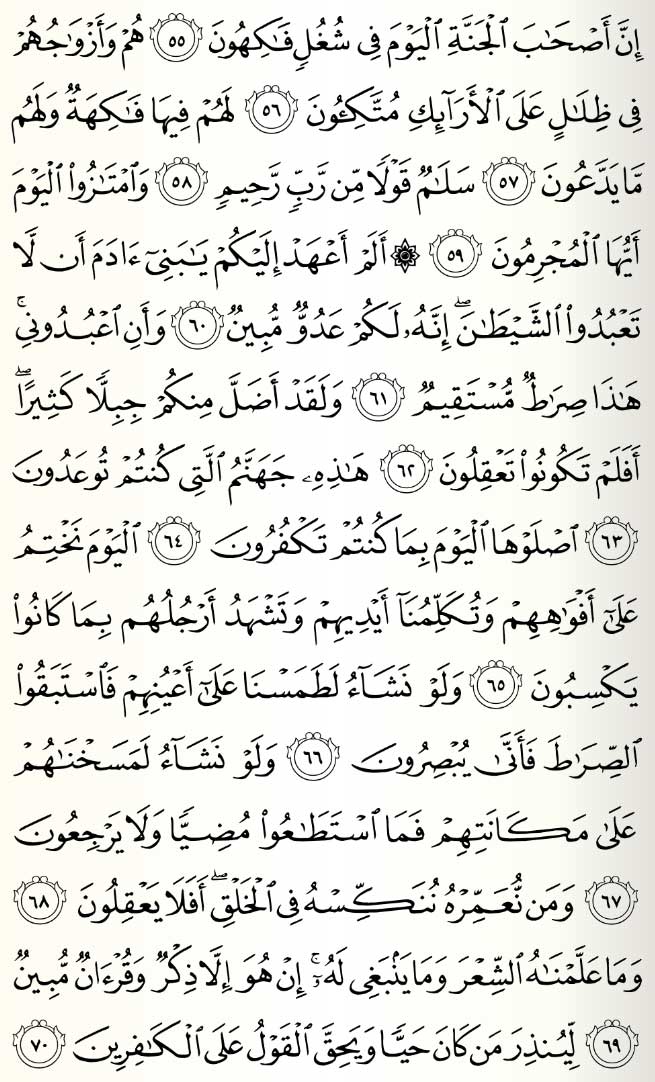 إِنَّ أَصْحَٰبَ ٱلْجَنَّةِ ٱلْيَوْمَ فِى شُغُلٍ فَٰكِهُونَ ٥٥ هُمْ وَأَزْوَٰجُهُمْ
فِى ظِلَٰلٍ عَلَى ٱلْأَرَآئِكِ مُتَّكِـُٔونَ ٥٦ لَهُمْ فِيهَا فَٰكِهَةٌ وَلَهُم
مَّا يَدَّعُونَ ٥٧ سَلَٰمٌ قَوْلًا مِّن رَّبٍّ رَّحِيمٍ ٥٨ وَٱمْتَٰزُوا۟ ٱلْيَوْمَ
أَيُّهَا ٱلْمُجْرِمُونَ ٥٩ ۞ أَلَمْ أَعْهَدْ إِلَيْكُمْ يَٰبَنِىٓ ءَادَمَ أَن لَّا
تَعْبُدُوا۟ ٱلشَّيْطَٰنَ ۖ إِنَّهُۥ لَكُمْ عَدُوٌّ مُّبِينٌ ٦٠ وَأَنِ ٱعْبُدُونِى ۚ
هَٰذَا صِرَٰطٌ مُّسْتَقِيمٌ ٦١ وَلَقَدْ أَضَلَّ مِنكُمْ جِبِلًّا كَثِيرًا ۖ
أَفَلَمْ تَكُونُوا۟ تَعْقِلُونَ ٦٢ هَٰذِهِۦ جَهَنَّمُ ٱلَّتِى كُنتُمْ تُوعَدُونَ
٦٣ ٱصْلَوْهَا ٱلْيَوْمَ بِمَا كُنتُمْ تَكْفُرُونَ ٦٤ ٱلْيَوْمَ نَخْتِمُ
عَلَىٰٓ أَفْوَٰهِهِمْ وَتُكَلِّمُنَآ أَيْدِيهِمْ وَتَشْهَدُ أَرْجُلُهُم بِمَا كَانُوا۟
يَكْسِبُونَ ٦٥ وَلَوْ نَشَآءُ لَطَمَسْنَا عَلَىٰٓ أَعْيُنِهِمْ فَٱسْتَبَقُوا۟
ٱلصِّرَٰطَ فَأَنَّىٰ يُبْصِرُونَ ٦٦ وَلَوْ نَشَآءُ لَمَسَخْنَٰهُمْ
عَلَىٰ مَكَانَتِهِمْ فَمَا ٱسْتَطَٰعُوا۟ مُضِيًّا وَلَا يَرْجِعُونَ
٦٧ وَمَن نُّعَمِّرْهُ نُنَكِّسْهُ فِى ٱلْخَلْقِ ۖ أَفَلَا يَعْقِلُونَ ٦٨
وَمَا عَلَّمْنَٰهُ ٱلشِّعْرَ وَمَا يَنۢبَغِى لَهُۥٓ ۚ إِنْ هُوَ إِلَّا ذِكْرٌ وَقُرْءَانٌ مُّبِينٌ
٦٩ لِّيُنذِرَ مَن كَانَ حَيًّا وَيَحِقَّ ٱلْقَوْلُ عَلَى ٱلْكَٰفِرِينَ ٧٠